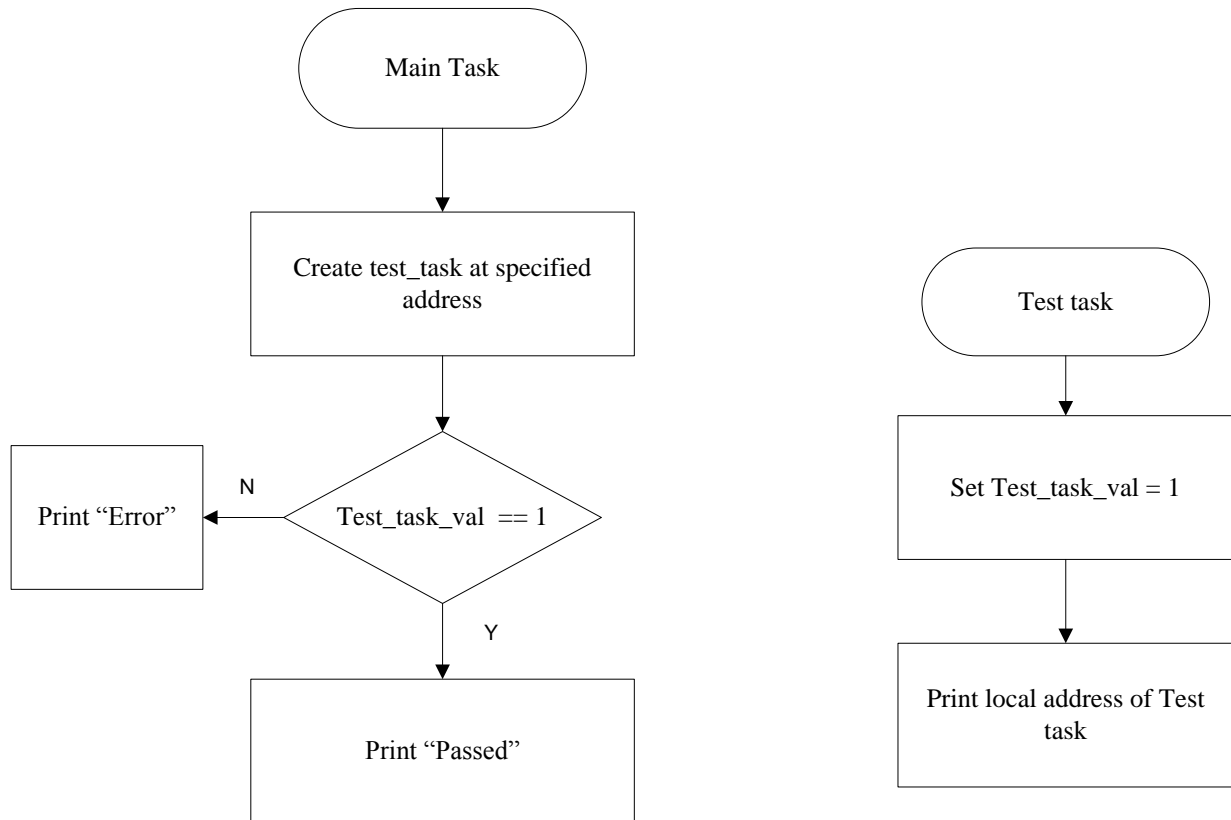 Main Task
Create test_task at specified
address
N
Print “Error”
Test_task_val == 1
Y
Print “Passed”
Test task
Set Test_task_val = 1
Print local address of Test
task